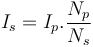 I_s = I_p . \frac{N_p}{N_s}